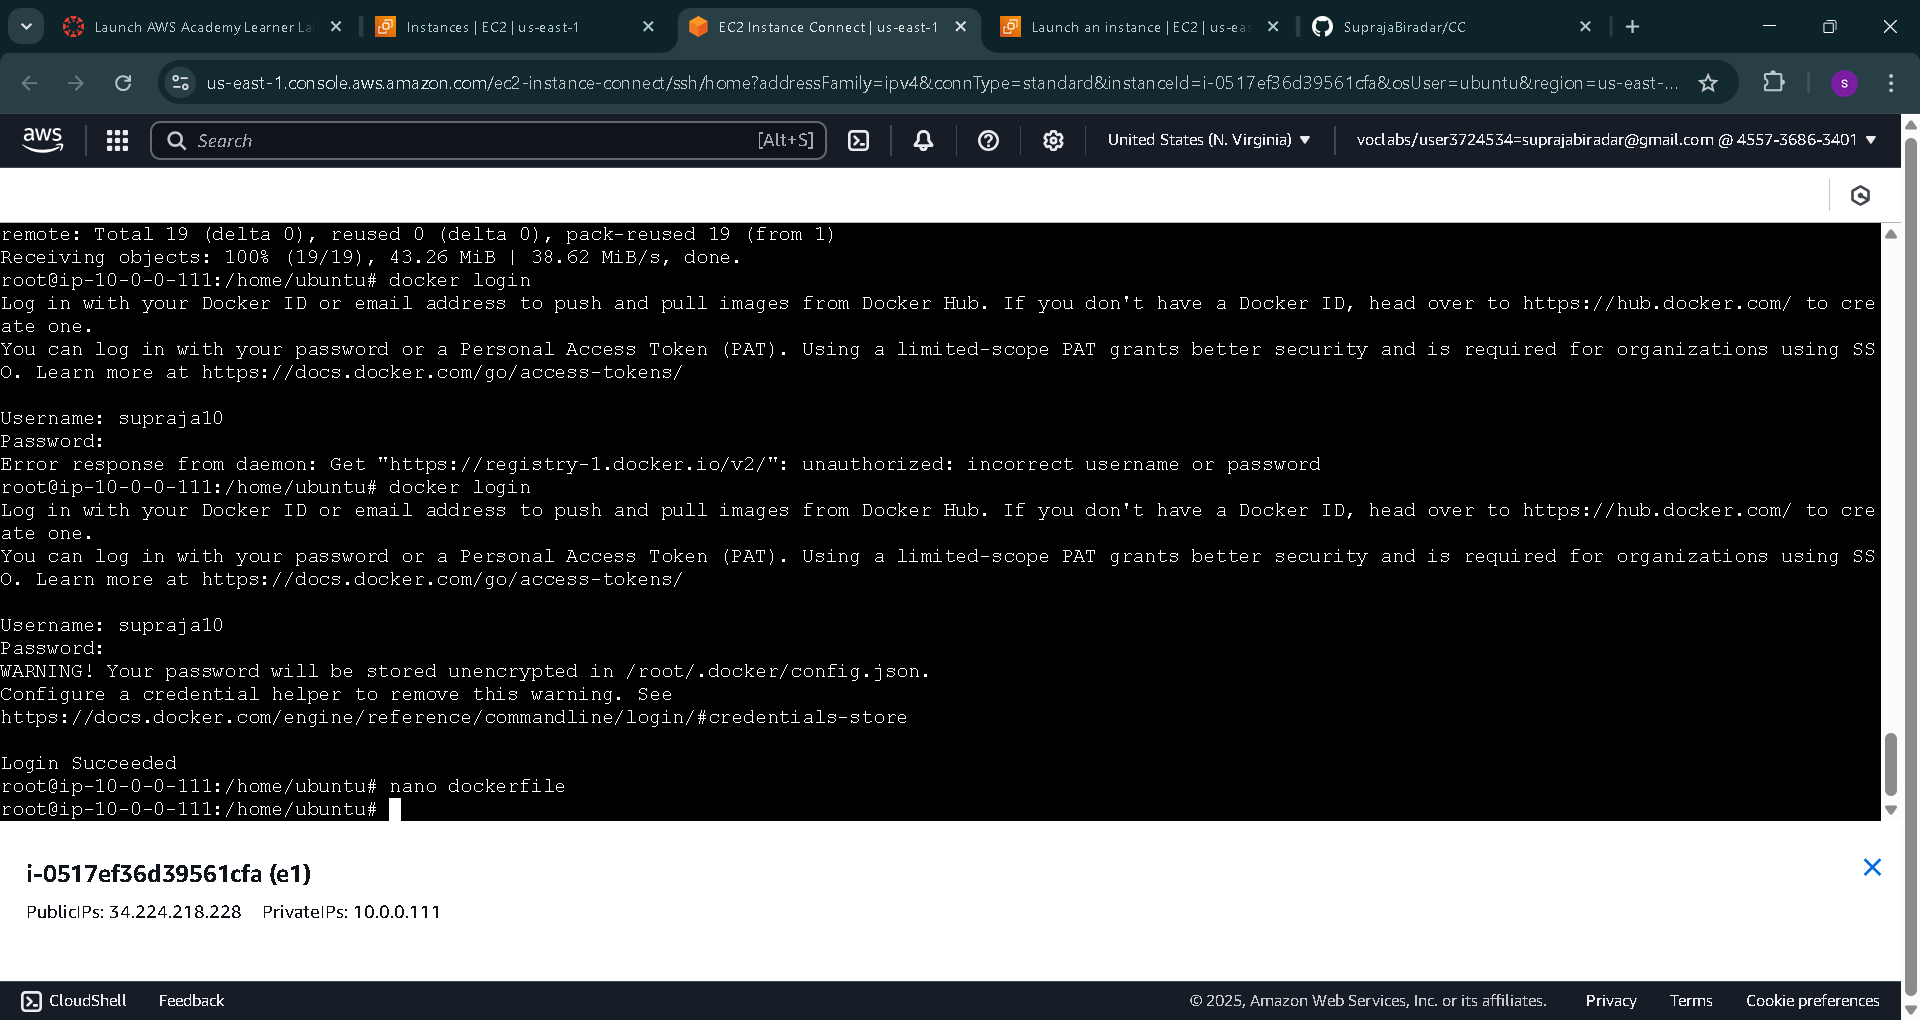 Launch AWS Academy Learner La
Instances | EC2 | us-east-1
EC2 Instance Connect | us-east-1
Launch an instance | EC2 | us-ea
SuprajaBiradar/CC
us-east-1.console.aws.amazon.com/ec2-instance-connect/ssh/home?addressFamily=ipv4&connType=standard&instanceId=i-0517ef36d39561cfa&osUser=ubuntu&region=us-east-...
s
aws
Search
[Alt+S]
United States (N. Virginia)
voclabs/user3724534=suprajabiradar@gmail.com @ 4557-3686-3401
remote: Total 19 (delta 0), reused 0 (delta 0), pack-reused 19 (from 1)
Receiving objects: 100% (19/19), 43.26 MiB | 38.62 MiB/s, done.
root@ip-10-0-0-111:/home/ubuntu# docker login
Log in with your Docker ID or email address to push and pull images from Docker Hub. If you don't have a Docker ID, head over to https://hub.docker.com/ to cre
ate one.
You can log in with your password or a Personal Access Token (PAT). Using a limited-scope PAT grants better security and is required for organizations using SS
O. Learn more at https://docs.docker.com/go/access-tokens/
Username: supraja10
Password:
Error response from daemon: Get "https://registry-1.docker.io/v2/": unauthorized: incorrect username or password
root@ip-10-0-0-111:/home/ubuntu# docker login
Log in with your Docker ID or email address to push and pull images from Docker Hub. If you don't have a Docker ID, head over to https://hub.docker.com/ to cre
ate one.
You can log in with your password or a Personal Access Token (PAT). Using a limited-scope PAT grants better security and is required for organizations using SS
O. Learn more at https://docs.docker.com/go/access-tokens/
Username: supraja10
Password:
WARNING! Your password will be stored unencrypted in /root/.docker/config.json.
Configure a credential helper to remove this warning. See
https://docs.docker.com/engine/reference/commandline/login/#credentials-store
Login Succeeded
root@ip-10-0-0-111:/home/ubuntu# nano dockerfile
root@ip-10-0-0-111:/home/ubuntu#
i-0517ef36d39561cfa (e1)
PublicIPs: 34.224.218.228 PrivateIPs: 10.0.0.111
CloudShell
Feedback
© 2025, Amazon Web Services, Inc. or its affiliates.
Privacy
Terms
Cookie preferences